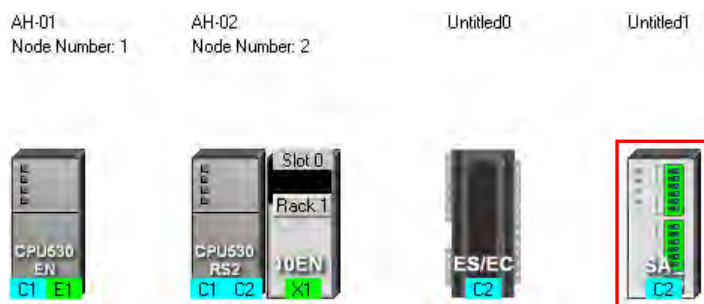 AH-01
Node Number: 1
AH-02
Node Number: 2
Untitled0
Untitled1
CPU530
EN
C1 E1
CPU530
RS2
C1 C2
Slot 0
Rack 1
10EN
X1
ES/EC
C2
SA
C2